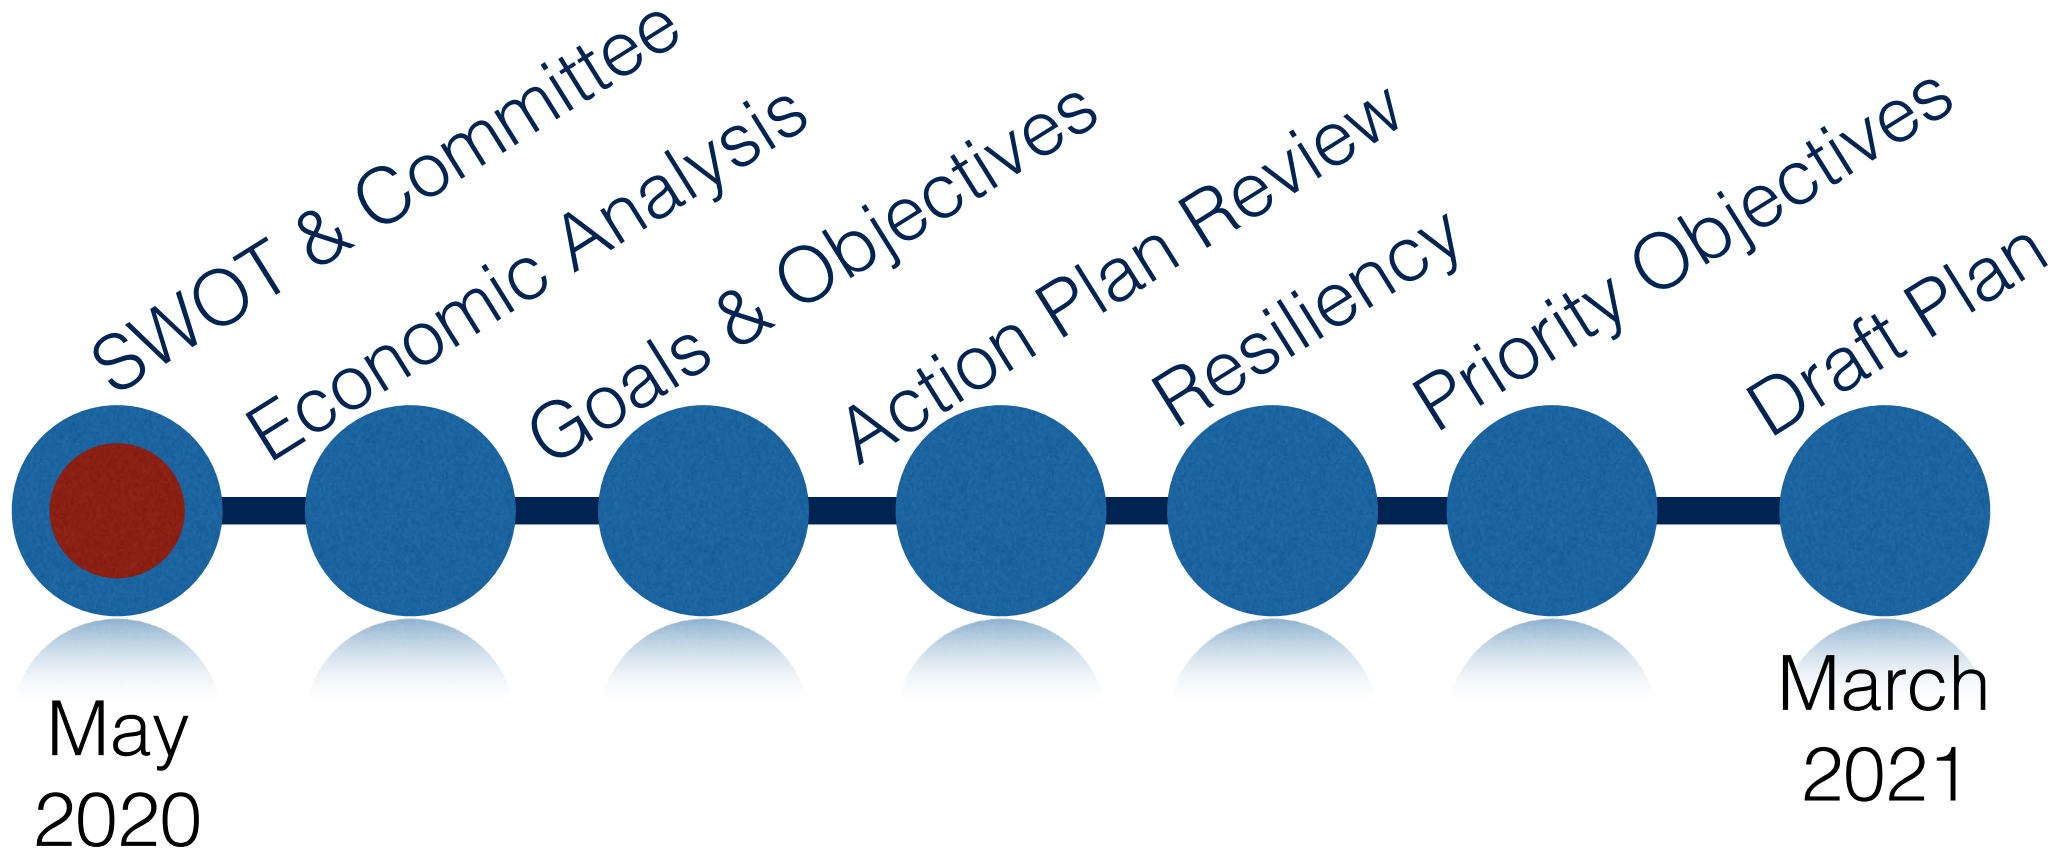 SWOT & Committee
Economic Analysis
Goals & Objectives
Action Plan Review
Resiliency
Priority Objectives
Draft Plan
May
2020
March
2021